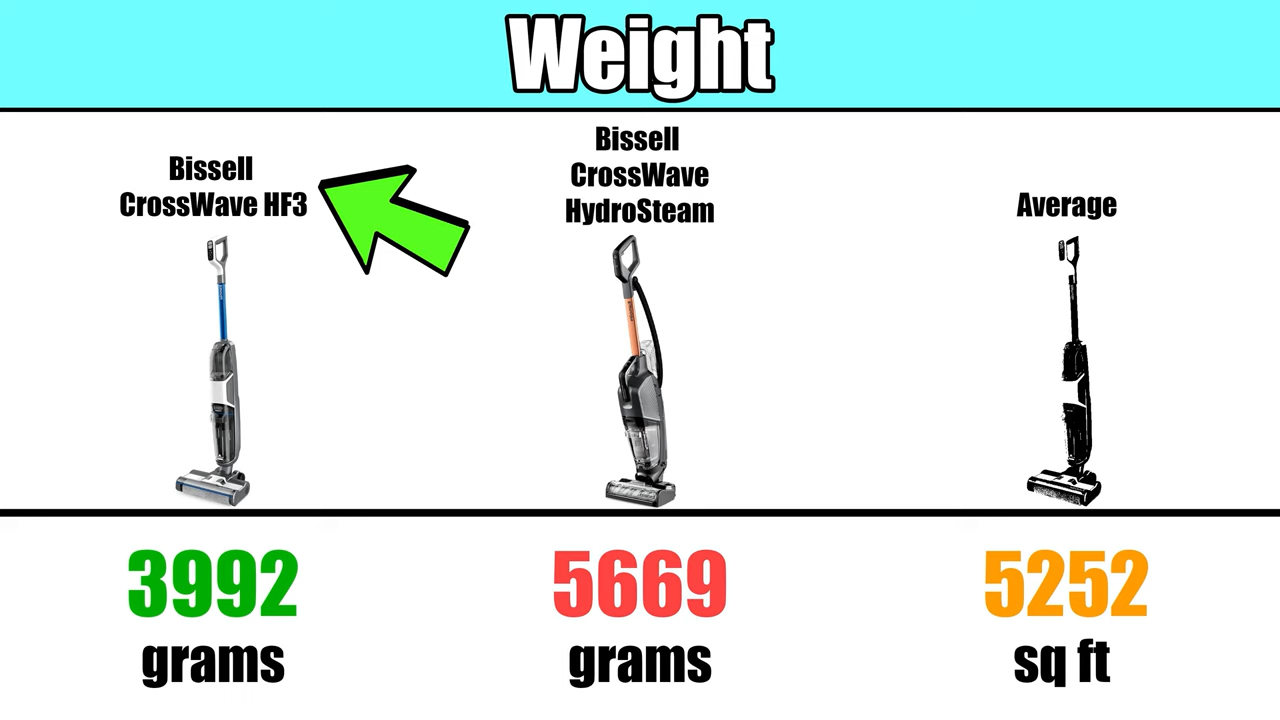 Weight
Bissell
CrossWave HF3
Bissell
CrossWave
HydroSteam
Average
3992
grams
5669
grams
5252
sq ft